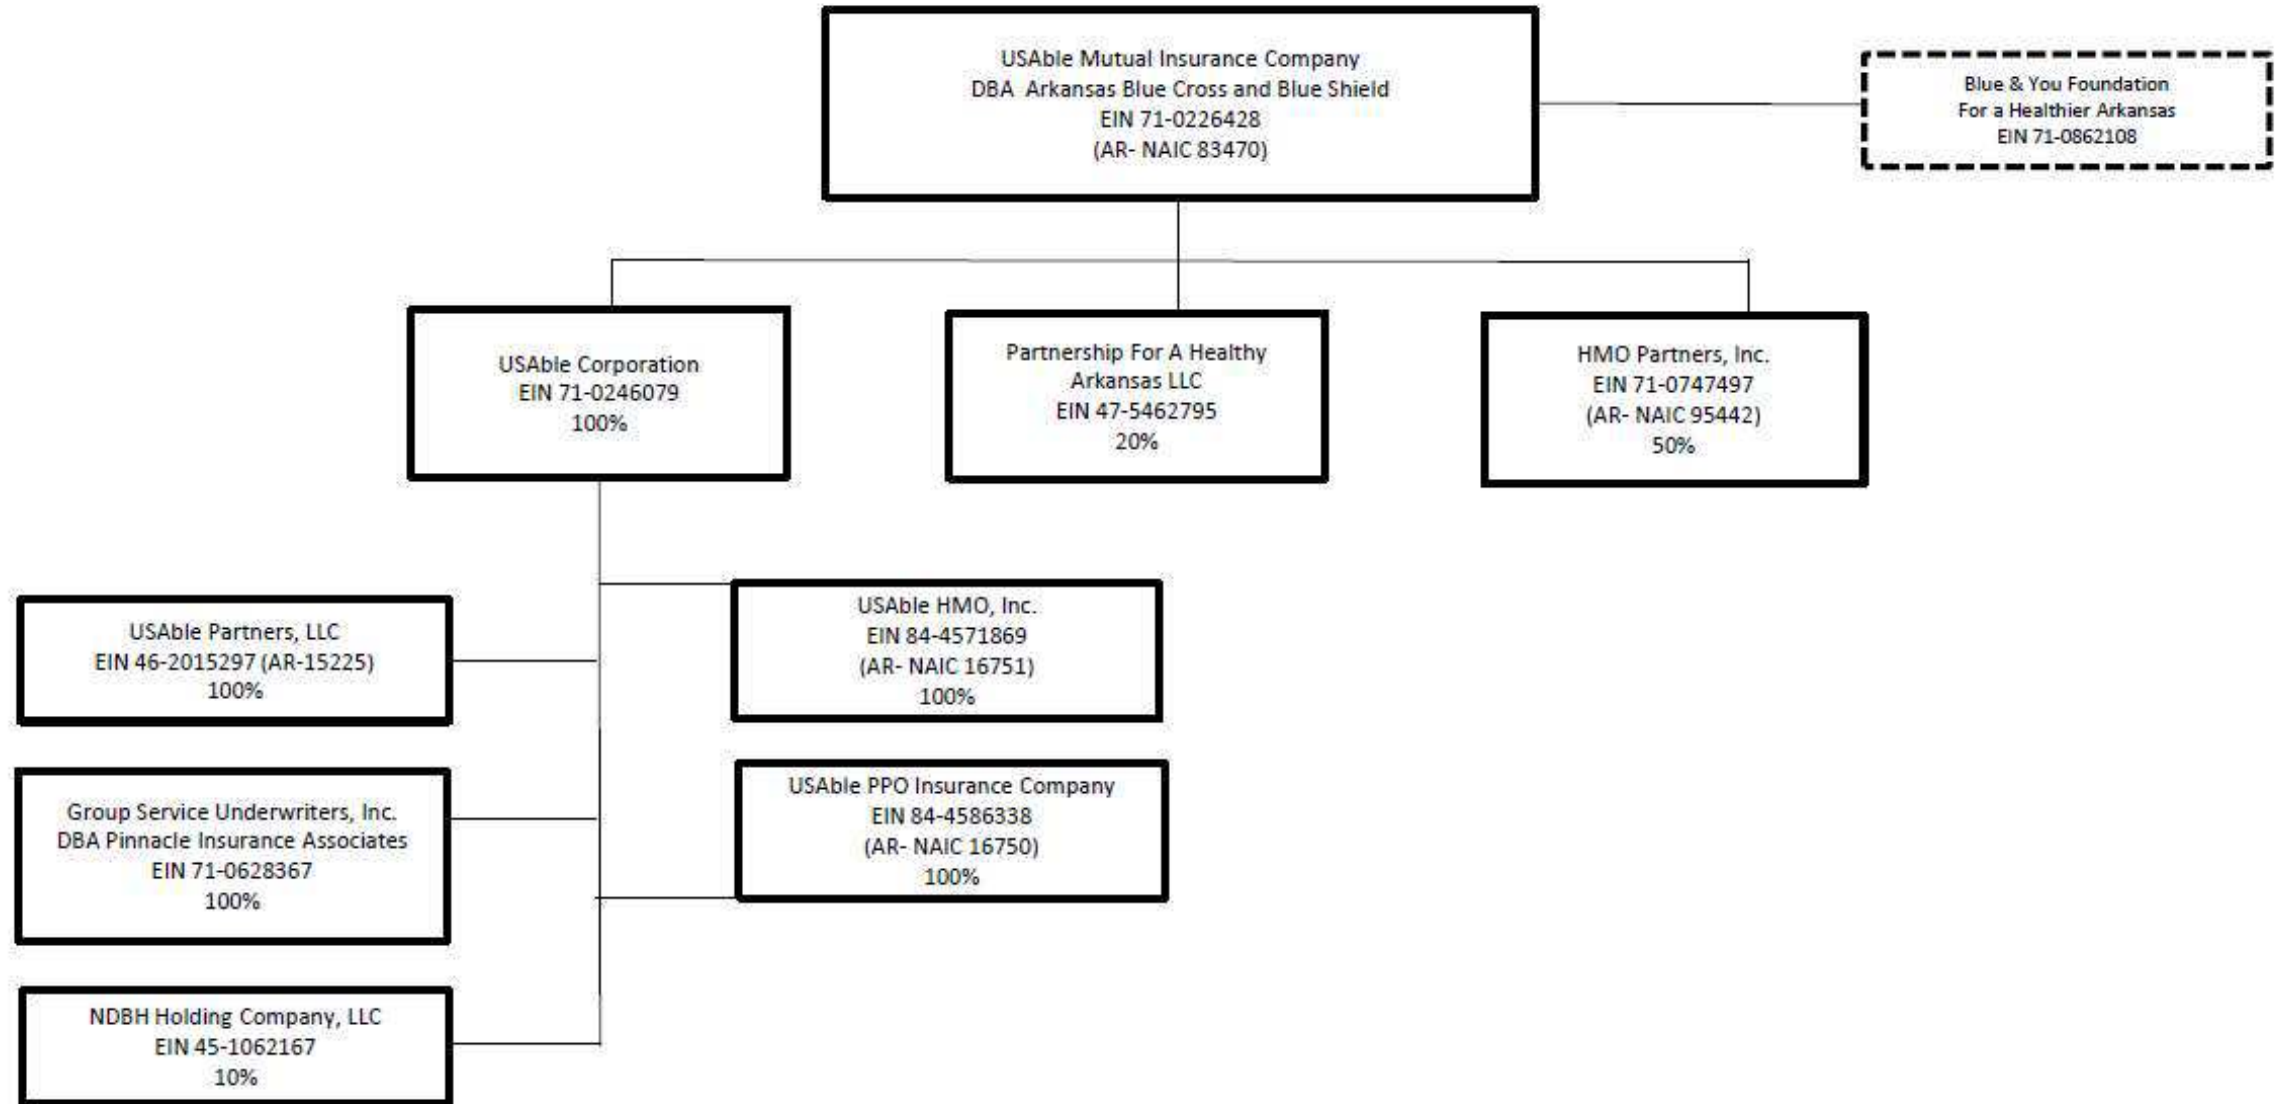 USAble Mutual Insurance Company
DBA Arkansas Blue Cross and Blue Shield
EIN 71-0226428
(AR- NAIC 83470)
Blue & You Foundation
For a Healthier Arkansas
EIN 71-0862108
USAble Corporation
EIN 71-0246079
100%
Partnership For A Healthy
Arkansas LLC
EIN 47-5462795
20%
HMO Partners, Inc.
EIN 71-0747497
(AR- NAIC 95442)
50%
USAble Partners, LLC
EIN 46-2015297 (AR-15225)
100%
USAble HMO, Inc.
EIN 84-4571869
(AR- NAIC 16751)
100%
Group Service Underwriters, Inc.
DBA Pinnacle Insurance Associates
EIN 71-0628367
100%
USAble PPO Insurance Company
EIN 84-4586338
(AR- NAIC 16750)
100%
NDBH Holding Company, LLC
EIN 45-1062167
10%